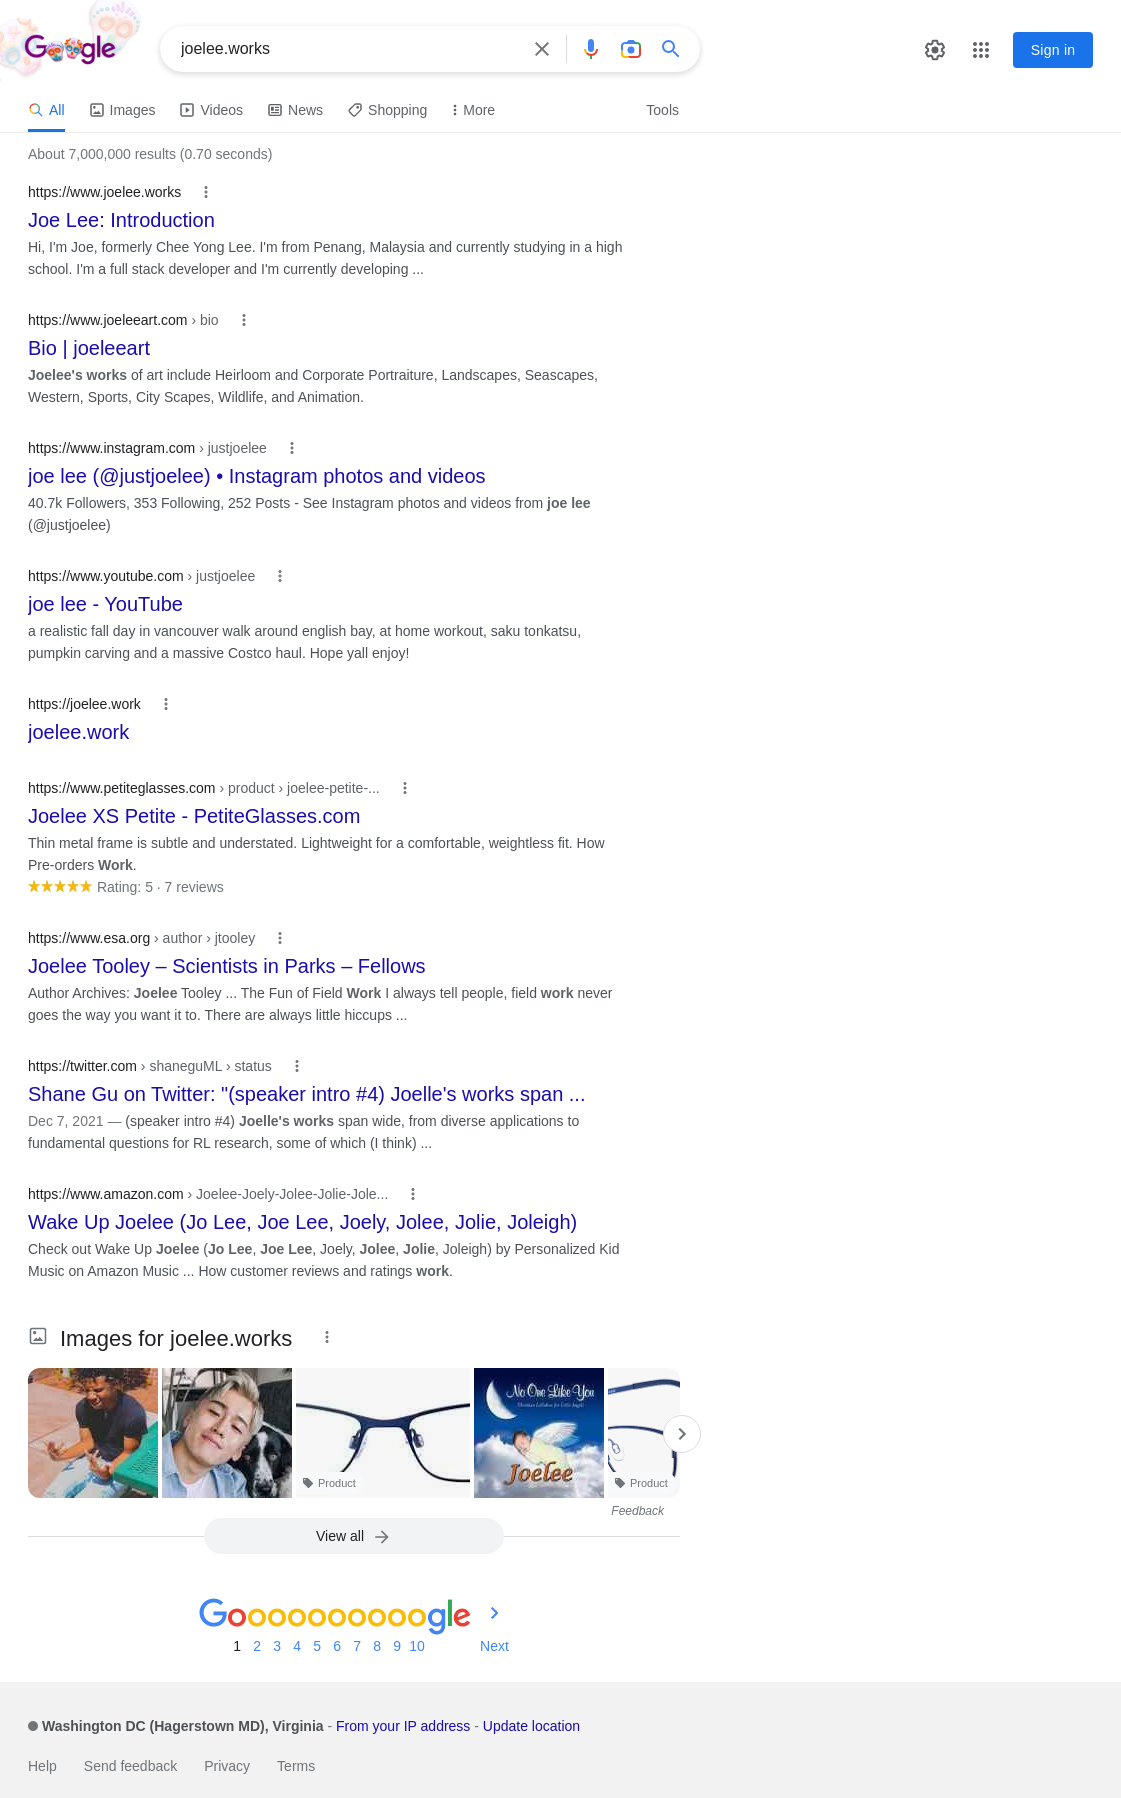 Google
joelee.works
Sign in
All Images Videos News Shopping More Tools
About 7,000,000 results (0.70 seconds)
https://www.joelee.works
Joe Lee: Introduction
Hi, I'm Joe, formerly Chee Yong Lee. I'm from Penang, Malaysia and currently studying in a high
school. I'm a full stack developer and I'm currently developing ...
https://www.joeleeart.com › bio
Bio | joeleeart
Joelee's works of art include Heirloom and Corporate Portraiture, Landscapes, Seascapes,
Western, Sports, City Scapes, Wildlife, and Animation.
https://www.instagram.com › justjoelee
joe lee (@justjoelee) • Instagram photos and videos
40.7k Followers, 353 Following, 252 Posts - See Instagram photos and videos from joe lee
(@justjoelee)
https://www.youtube.com › justjoelee
joe lee - YouTube
a realistic fall day in vancouver walk around english bay, at home workout, saku tonkatsu,
pumpkin carving and a massive Costco haul. Hope yall enjoy!
https://joelee.work
joelee.work
https://www.petiteglasses.com › product › joelee-petite-...
Joelee XS Petite - PetiteGlasses.com
Thin metal frame is subtle and understated. Lightweight for a comfortable, weightless fit. How
Pre-orders Work.
Rating: 5 · 7 reviews
https://www.esa.org › author › jtooley
Joelee Tooley – Scientists in Parks – Fellows
Author Archives: Joelee Tooley ... The Fun of Field Work I always tell people, field work never
goes the way you want it to. There are always little hiccups ...
https://twitter.com › shaneguML › status
Shane Gu on Twitter: "(speaker intro #4) Joelle's works span ...
Dec 7, 2021 — (speaker intro #4) Joelle's works span wide, from diverse applications to
fundamental questions for RL research, some of which (I think) ...
https://www.amazon.com › Joelee-Joely-Jolee-Jolie-Jole...
Wake Up Joelee (Jo Lee, Joe Lee, Joely, Jolee, Jolie, Joleigh)
Check out Wake Up Joelee (Jo Lee, Joe Lee, Joely, Jolee, Jolie, Joleigh) by Personalized Kid
Music on Amazon Music ... How customer reviews and ratings work.
Images for joelee.works
No One Like You
Joelee
Product
Product
Feedback
View all
Goooooooooogle
1 2 3 4 5 6 7 8 9 10 Next
Washington DC (Hagerstown MD), Virginia - From your IP address - Update location
Help Send feedback Privacy Terms